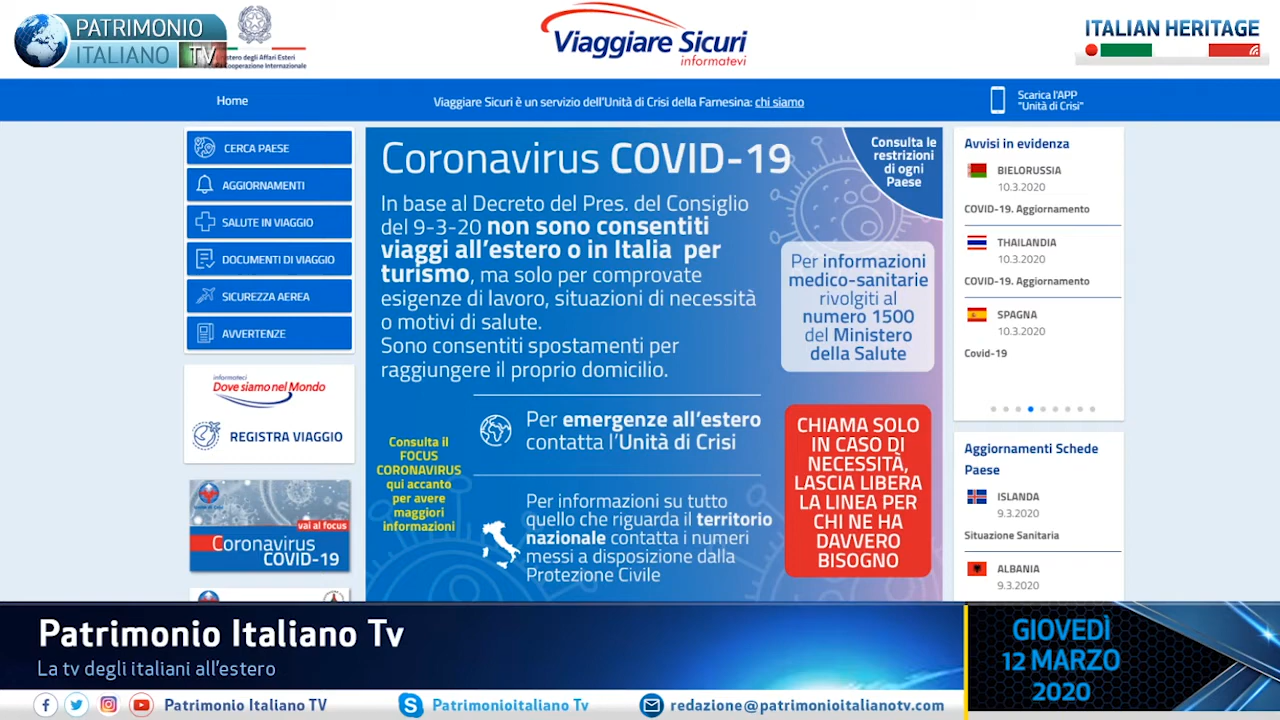 PATRIMONIO
ITALIANO TV
degli Affari Esteri
Cooperazione Internazionale
Viaggiare Sicuri
informatevi
ITALIAN HERITAGE
Home
Viaggiare Sicuri è un servizio dell'Unità di Crisi della Farnesina: chi siamo
Scarica l'APP
"Unità di Crisi"
CERCA PAESE
AGGIORNAMENTI
SALUTE IN VIAGGIO
DOCUMENTI DI VIAGGIO
SICUREZZA AEREA
AVVERTENZE
informateci
Dove siamo nel Mondo
REGISTRA VIAGGIO
vai al focus
Coronavirus
COVID-19
Coronavirus COVID-19
In base al Decreto del Pres. del Consiglio
del 9-3-20 non sono consentiti
viaggi all'estero o in Italia per
turismo, ma solo per comprovate
esigenze di lavoro, situazioni di necessità
o motivi di salute.
Sono consentiti spostamenti per
raggiungere il proprio domicilio.
Consulta le
restrizioni
di ogni
Paese
Per informazioni
medico-sanitarie
rivolgiti al
numero 1500
del Ministero
della Salute
Consulta il
FOCUS
CORONAVIRUS
qui accanto
per avere
maggiori
informazioni
Per emergenze all'estero
contatta l'Unità di Crisi
Per informazioni su tutto
quello che riguarda il territorio
nazionale contatta i numeri
messi a disposizione dalla
Protezione Civile
CHIAMA SOLO
IN CASO DI
NECESSITÀ,
LASCIA LIBERA
LA LINEA PER
CHI NE HA
DAVVERO
BISOGNO
Avvisi in evidenza
BIELORUSSIA
10.3.2020
COVID-19. Aggiornamento
THAILANDIA
10.3.2020
COVID-19. Aggiornamento
SPAGNA
10.3.2020
Covid-19
Aggiornamenti Schede
Paese
ISLANDA
9.3.2020
Situazione Sanitaria
ALBANIA
9.3.2020
Patrimonio Italiano Tv
La tv degli italiani all'estero
GIOVEDÌ
12 MARZO
2020
Patrimonio Italiano TV
Patrimonioitaliano Tv
redazione@patrimonioitalianotv.com